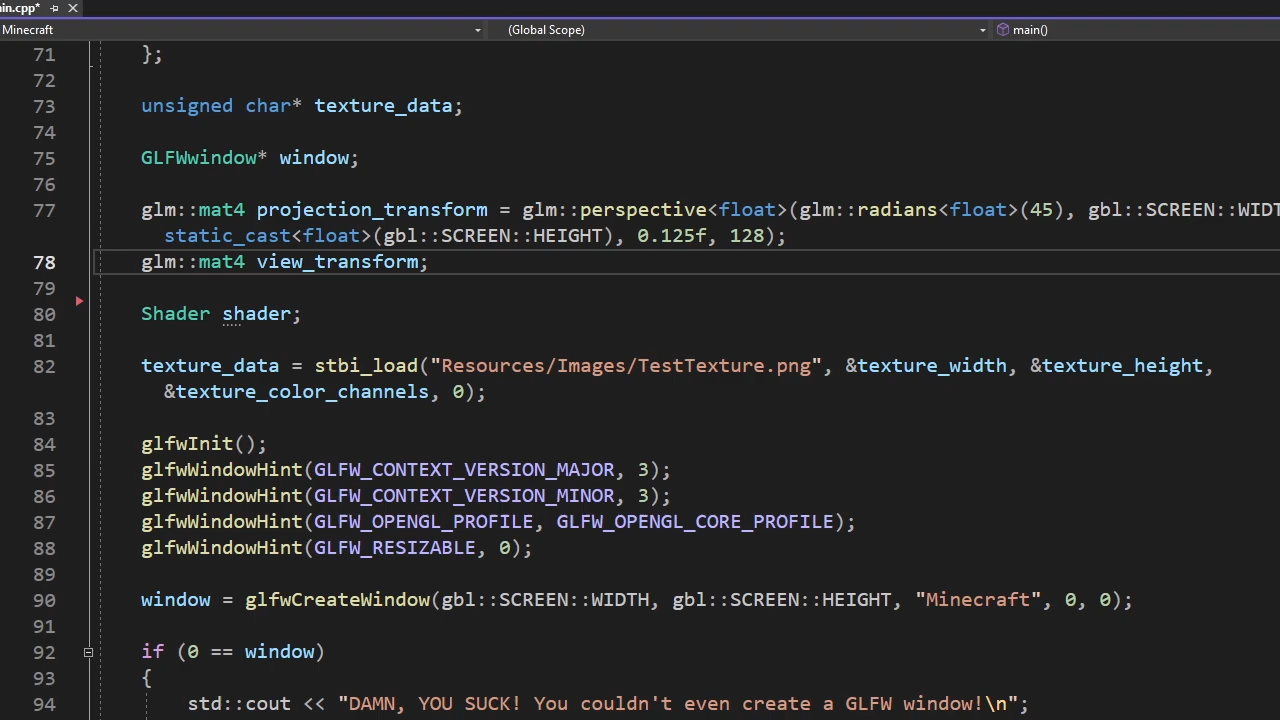 in.cpp*
Minecraft (Global Scope) main()
71 };
72
73 unsigned char* texture_data;
74
75 GLFWwindow* window;
76
77 glm::mat4 projection_transform = glm::perspective<float>(glm::radians<float>(45), gbl::SCREEN::WIDT
static_cast<float>(gbl::SCREEN::HEIGHT), 0.125f, 128);
78 glm::mat4 view_transform;
79
80 Shader shader;
81
82 texture_data = stbi_load("Resources/Images/TestTexture.png", &texture_width, &texture_height,
&texture_color_channels, 0);
83
84 glfwInit();
85 glfwWindowHint(GLFW_CONTEXT_VERSION_MAJOR, 3);
86 glfwWindowHint(GLFW_CONTEXT_VERSION_MINOR, 3);
87 glfwWindowHint(GLFW_OPENGL_PROFILE, GLFW_OPENGL_CORE_PROFILE);
88 glfwWindowHint(GLFW_RESIZABLE, 0);
89
90 window = glfwCreateWindow(gbl::SCREEN::WIDTH, gbl::SCREEN::HEIGHT, "Minecraft", 0, 0);
91
92 if (0 == window)
93 {
94 std::cout << "DAMN, YOU SUCK! You couldn't even create a GLFW window!\n";